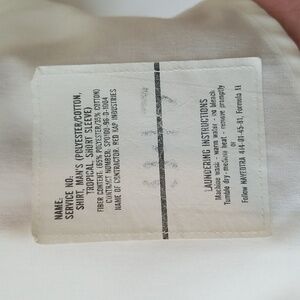 NAME:
SERVICE NO:
SHIRT, MAN'S (POLYESTER/COTTON,
TROPICAL, SHORT SLEEVE)
FIBER CONTENT: (65% POLYESTER/35% COTTON)
CONTRACT NUMBER: SPO100-96-D-1004
NAME OF CONTRACTOR: RED KAP INDUSTRIES
LAUNDERING INSTRUCTIONS
Machine wash - warm water - no bleach
Tumble dry-medium heat - remove promptly
or
Follow NAVEXTRA 414-01-45-81, Formula II